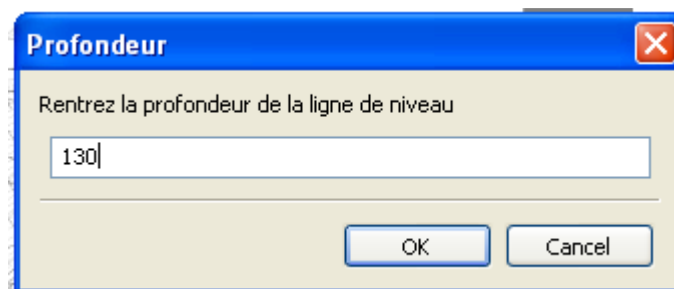 Profondeur
Rentrez la profondeur de la ligne de niveau
130
OK
Cancel